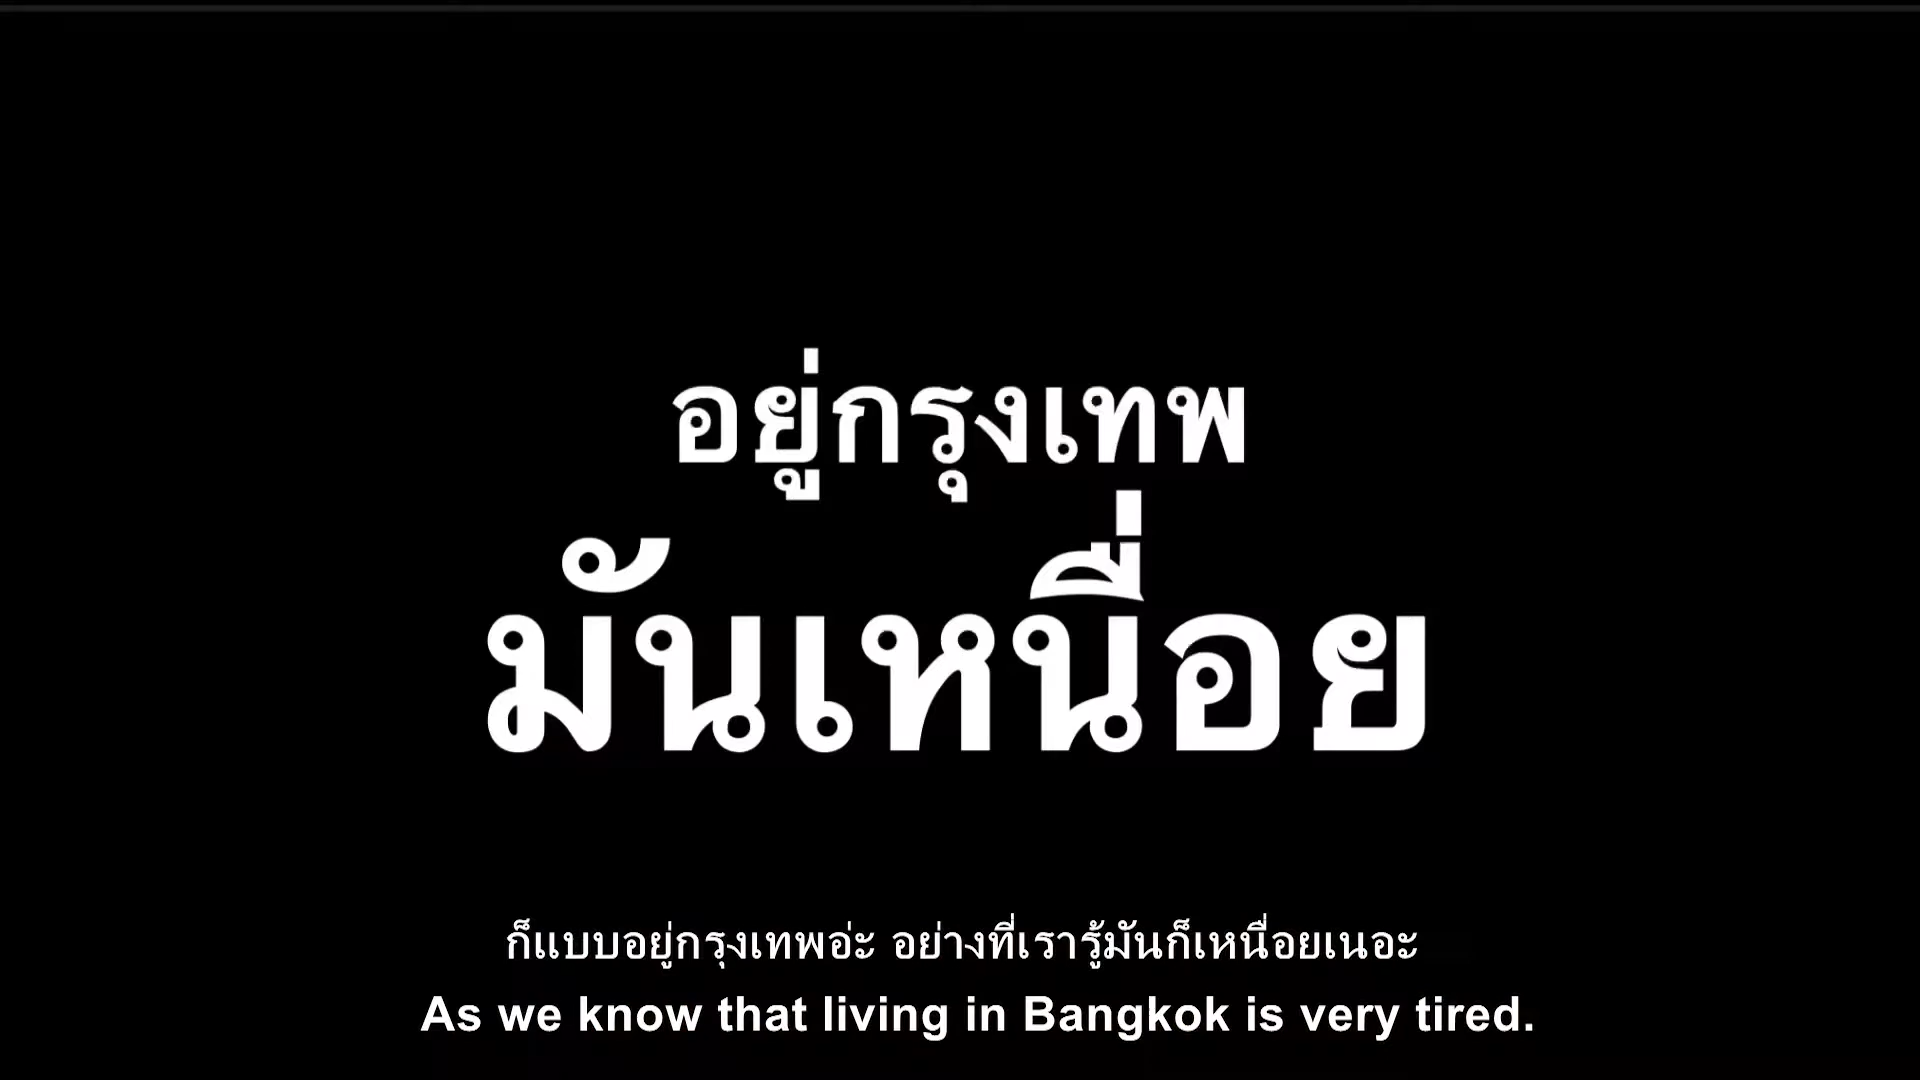 อยู่กรุงเทพ
มันเหนื่อย
ก็แบบอยู่กรุงเทพอ่ะ อย่างที่เรารู้มันก็เหนื่อยเนอะ
As we know that living in Bangkok is very tired.